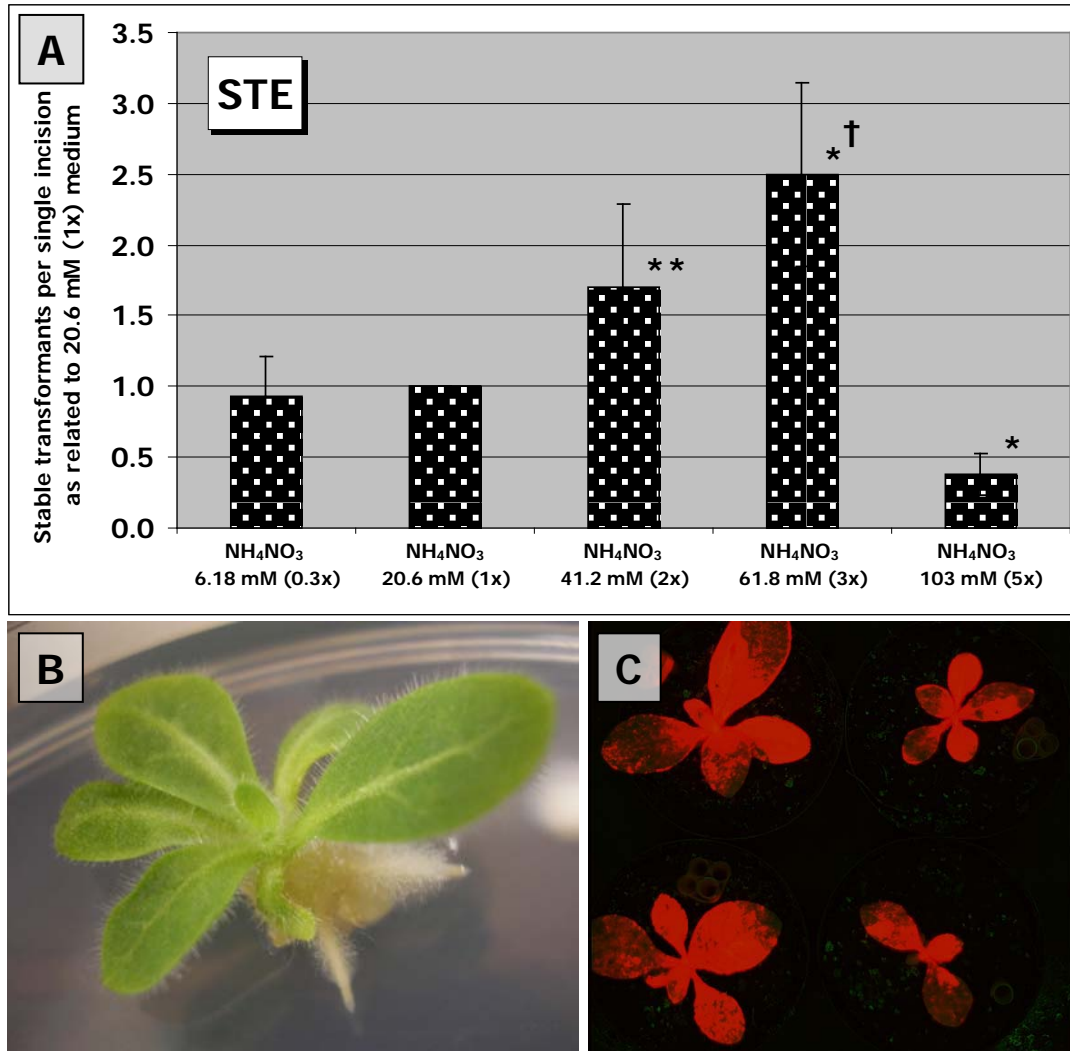 A
STE
Stable transformants per single incision
as related to 20.6 mM (1x) medium
3.5
3.0
2.5
2.0
1.5
1.0
0.5
0.0
* *
* †
*
NH₄NO₃
6.18 mM (0.3x)
NH₄NO₃
20.6 mM (1x)
NH₄NO₃
41.2 mM (2x)
NH₄NO₃
61.8 mM (3x)
NH₄NO₃
103 mM (5x)
B
C